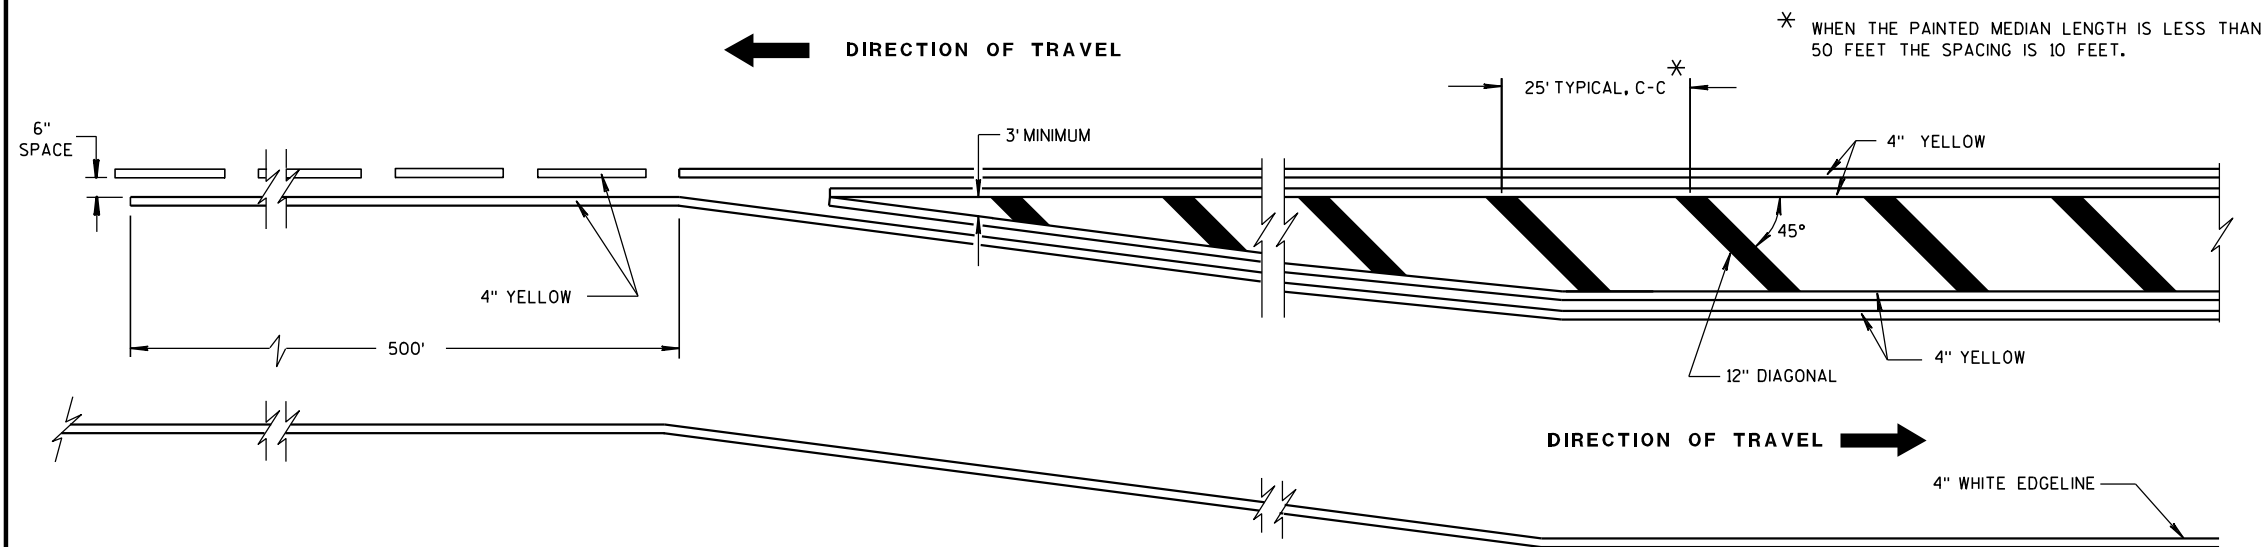 * WHEN THE PAINTED MEDIAN LENGTH IS LESS THAN
50 FEET THE SPACING IS 10 FEET.
DIRECTION OF TRAVEL
25' TYPICAL, C-C *
6"
SPACE
3' MINIMUM
4" YELLOW
45°
4" YELLOW
500'
4" YELLOW
12" DIAGONAL
DIRECTION OF TRAVEL
4" WHITE EDGELINE